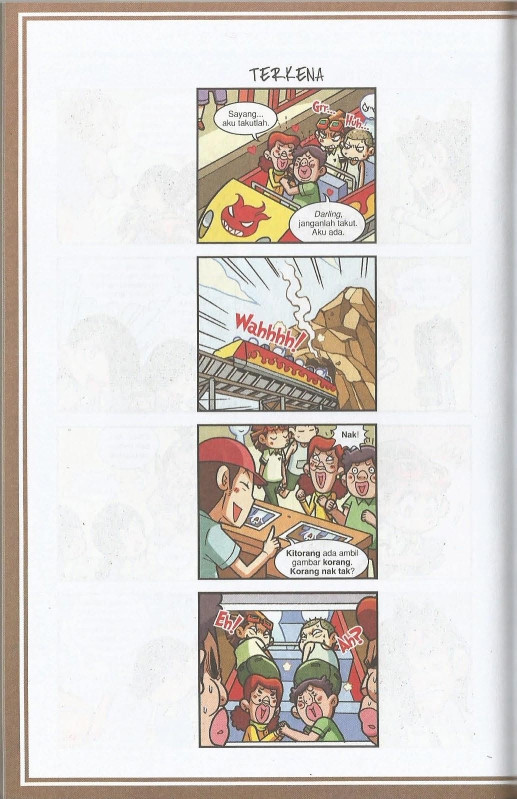 TERKENA
Sayang...
aku takutlah.
Grr...
Huh...
Darling,
janganlah takut.
Aku ada.
Wahhhh!
Nak!
Kitorang ada ambil
gambar korang.
Korang nak tak?
Eh!
Ah?